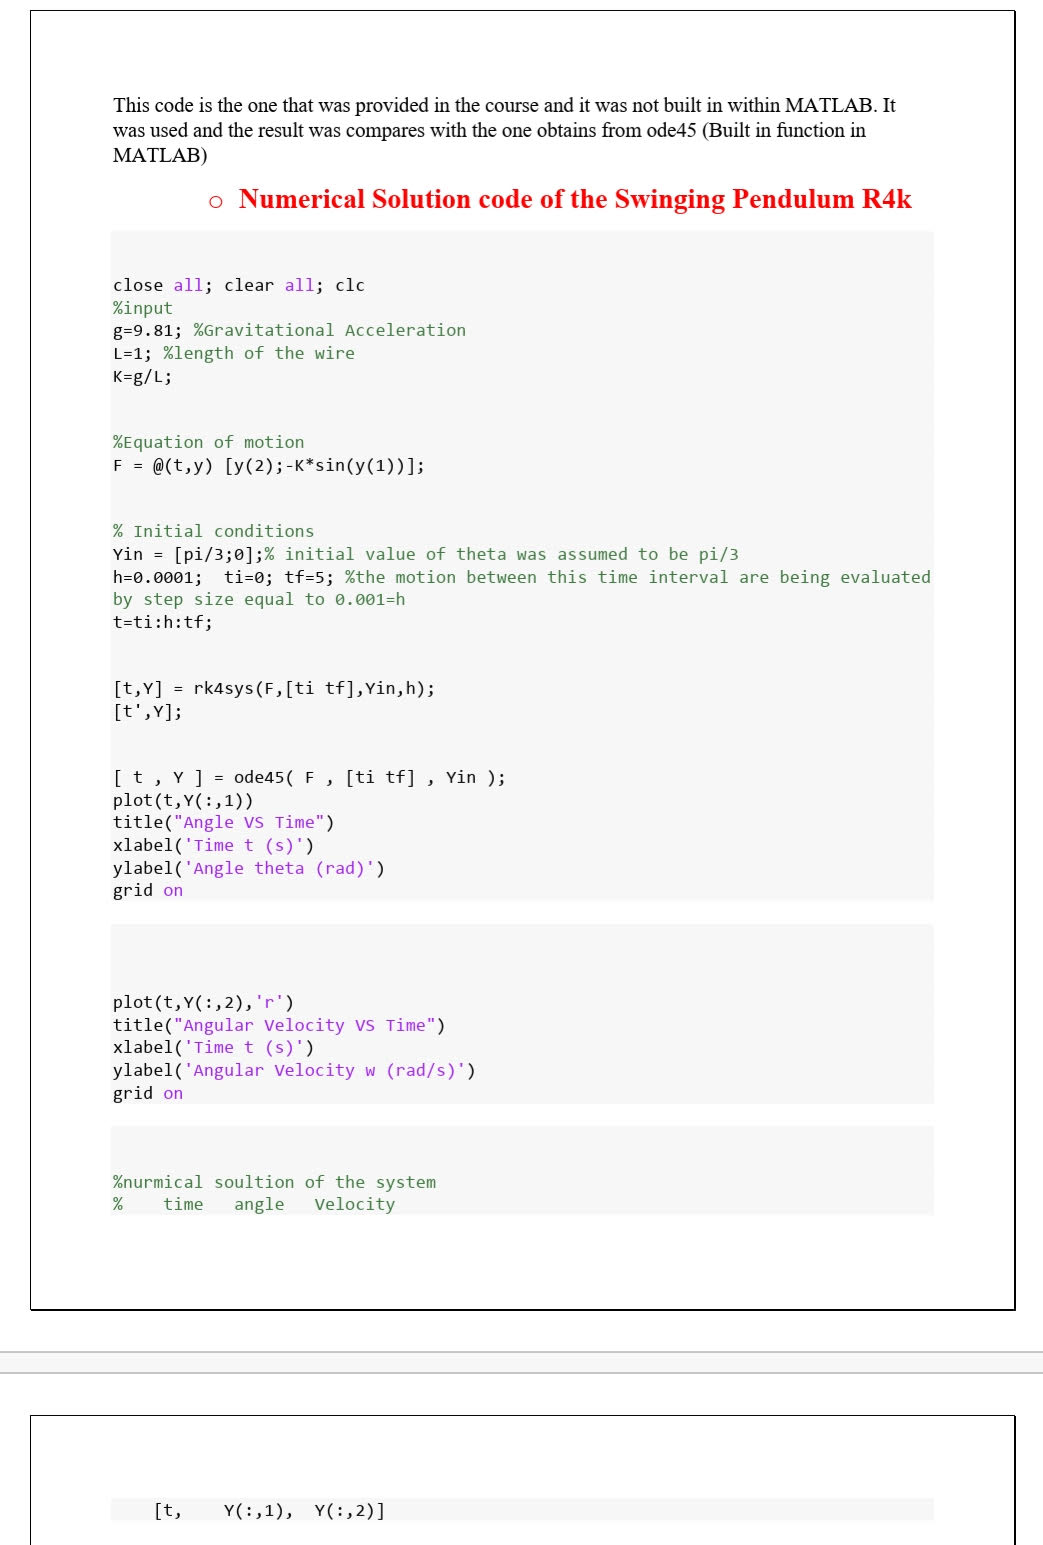 This code is the one that was provided in the course and it was not built in within MATLAB. It
was used and the result was compares with the one obtains from ode45 (Built in function in
MATLAB)
○ Numerical Solution code of the Swinging Pendulum R4k
close all; clear all; clc
%input
g=9.81; %Gravitational Acceleration
L=1; %length of the wire
K=g/L;
%Equation of motion
F = @(t,y) [y(2);-K*sin(y(1))];
% Initial conditions
Yin = [pi/3;0];% initial value of theta was assumed to be pi/3
h=0.0001;  ti=0; tf=5; %the motion between this time interval are being evaluated
by step size equal to 0.001=h
t=ti:h:tf;
[t,Y] = rk4sys(F,[ti tf],Yin,h);
[t',Y];
[ t , Y ] = ode45( F , [ti tf] , Yin );
plot(t,Y(:,1))
title("Angle VS Time")
xlabel('Time t (s)')
ylabel('Angle theta (rad)')
grid on
plot(t,Y(:,2),'r')
title("Angular Velocity VS Time")
xlabel('Time t (s)')
ylabel('Angular Velocity w (rad/s)')
grid on
%nurmical soultion of the system
%    time   angle   Velocity
[t,    Y(:,1),  Y(:,2)]